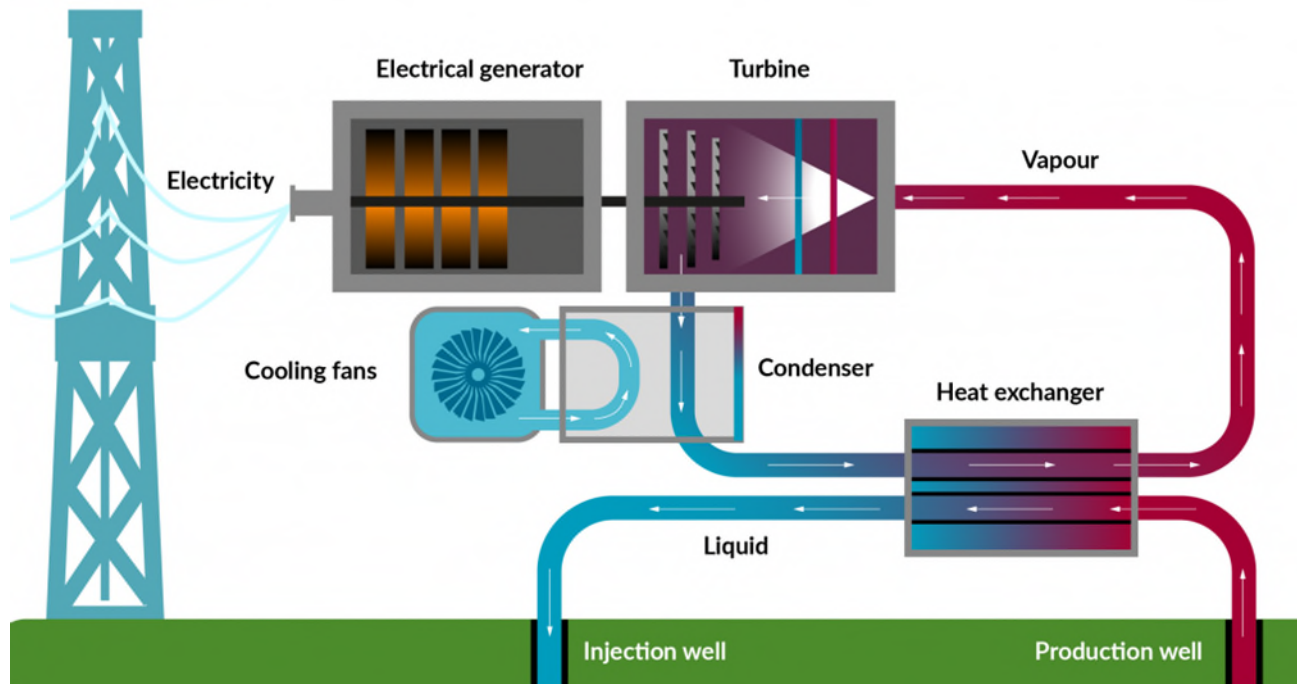 Electrical generator
Turbine
Vapour
Electricity
Cooling fans
Condenser
Heat exchanger
Liquid
Injection well
Production well